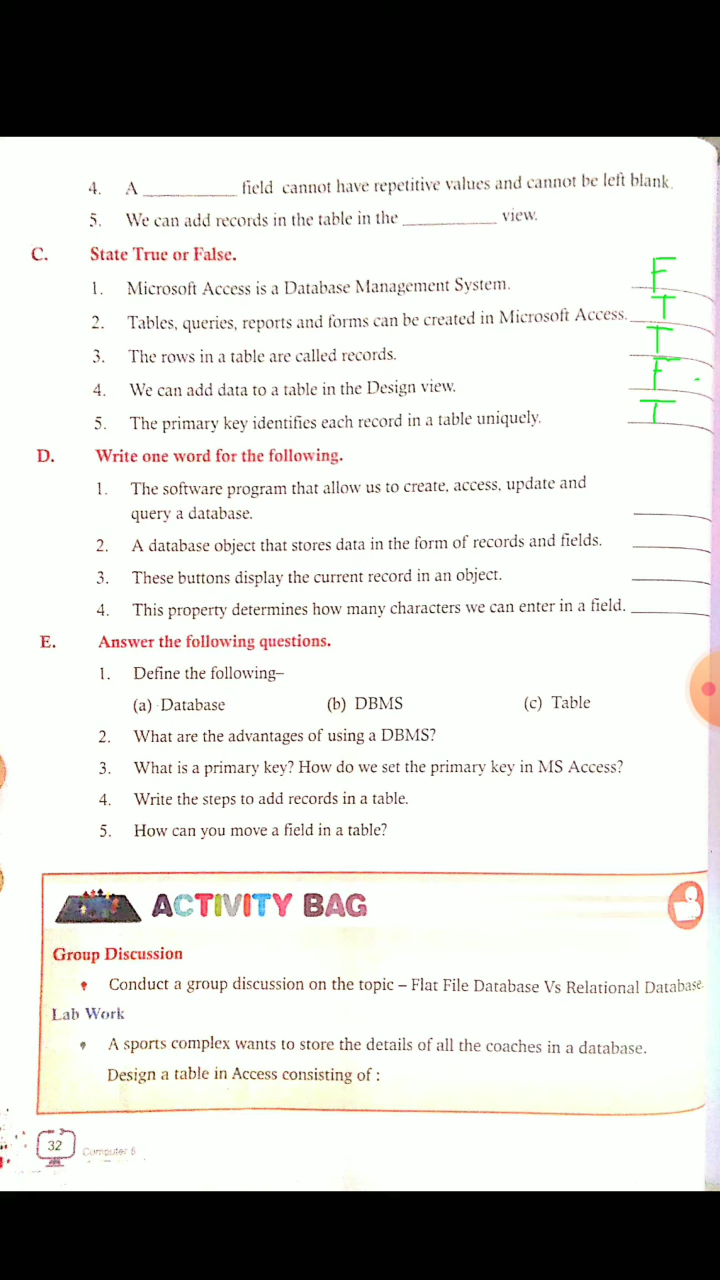 4. A __________ field cannot have repetitive values and cannot be left blank.
5. We can add records in the table in the __________ view.
C. State True or False.
1. Microsoft Access is a Database Management System. F
2. Tables, queries, reports and forms can be created in Microsoft Access. T
3. The rows in a table are called records. T
4. We can add data to a table in the Design view. F
5. The primary key identifies each record in a table uniquely. T
D. Write one word for the following.
1. The software program that allow us to create, access, update and
query a database.
2. A database object that stores data in the form of records and fields.
3. These buttons display the current record in an object.
4. This property determines how many characters we can enter in a field.
E. Answer the following questions.
1. Define the following–
(a) Database (b) DBMS (c) Table
2. What are the advantages of using a DBMS?
3. What is a primary key? How do we set the primary key in MS Access?
4. Write the steps to add records in a table.
5. How can you move a field in a table?
ACTIVITY BAG
Group Discussion
• Conduct a group discussion on the topic – Flat File Database Vs Relational Database.
Lab Work
• A sports complex wants to store the details of all the coaches in a database.
Design a table in Access consisting of :
32
Computer